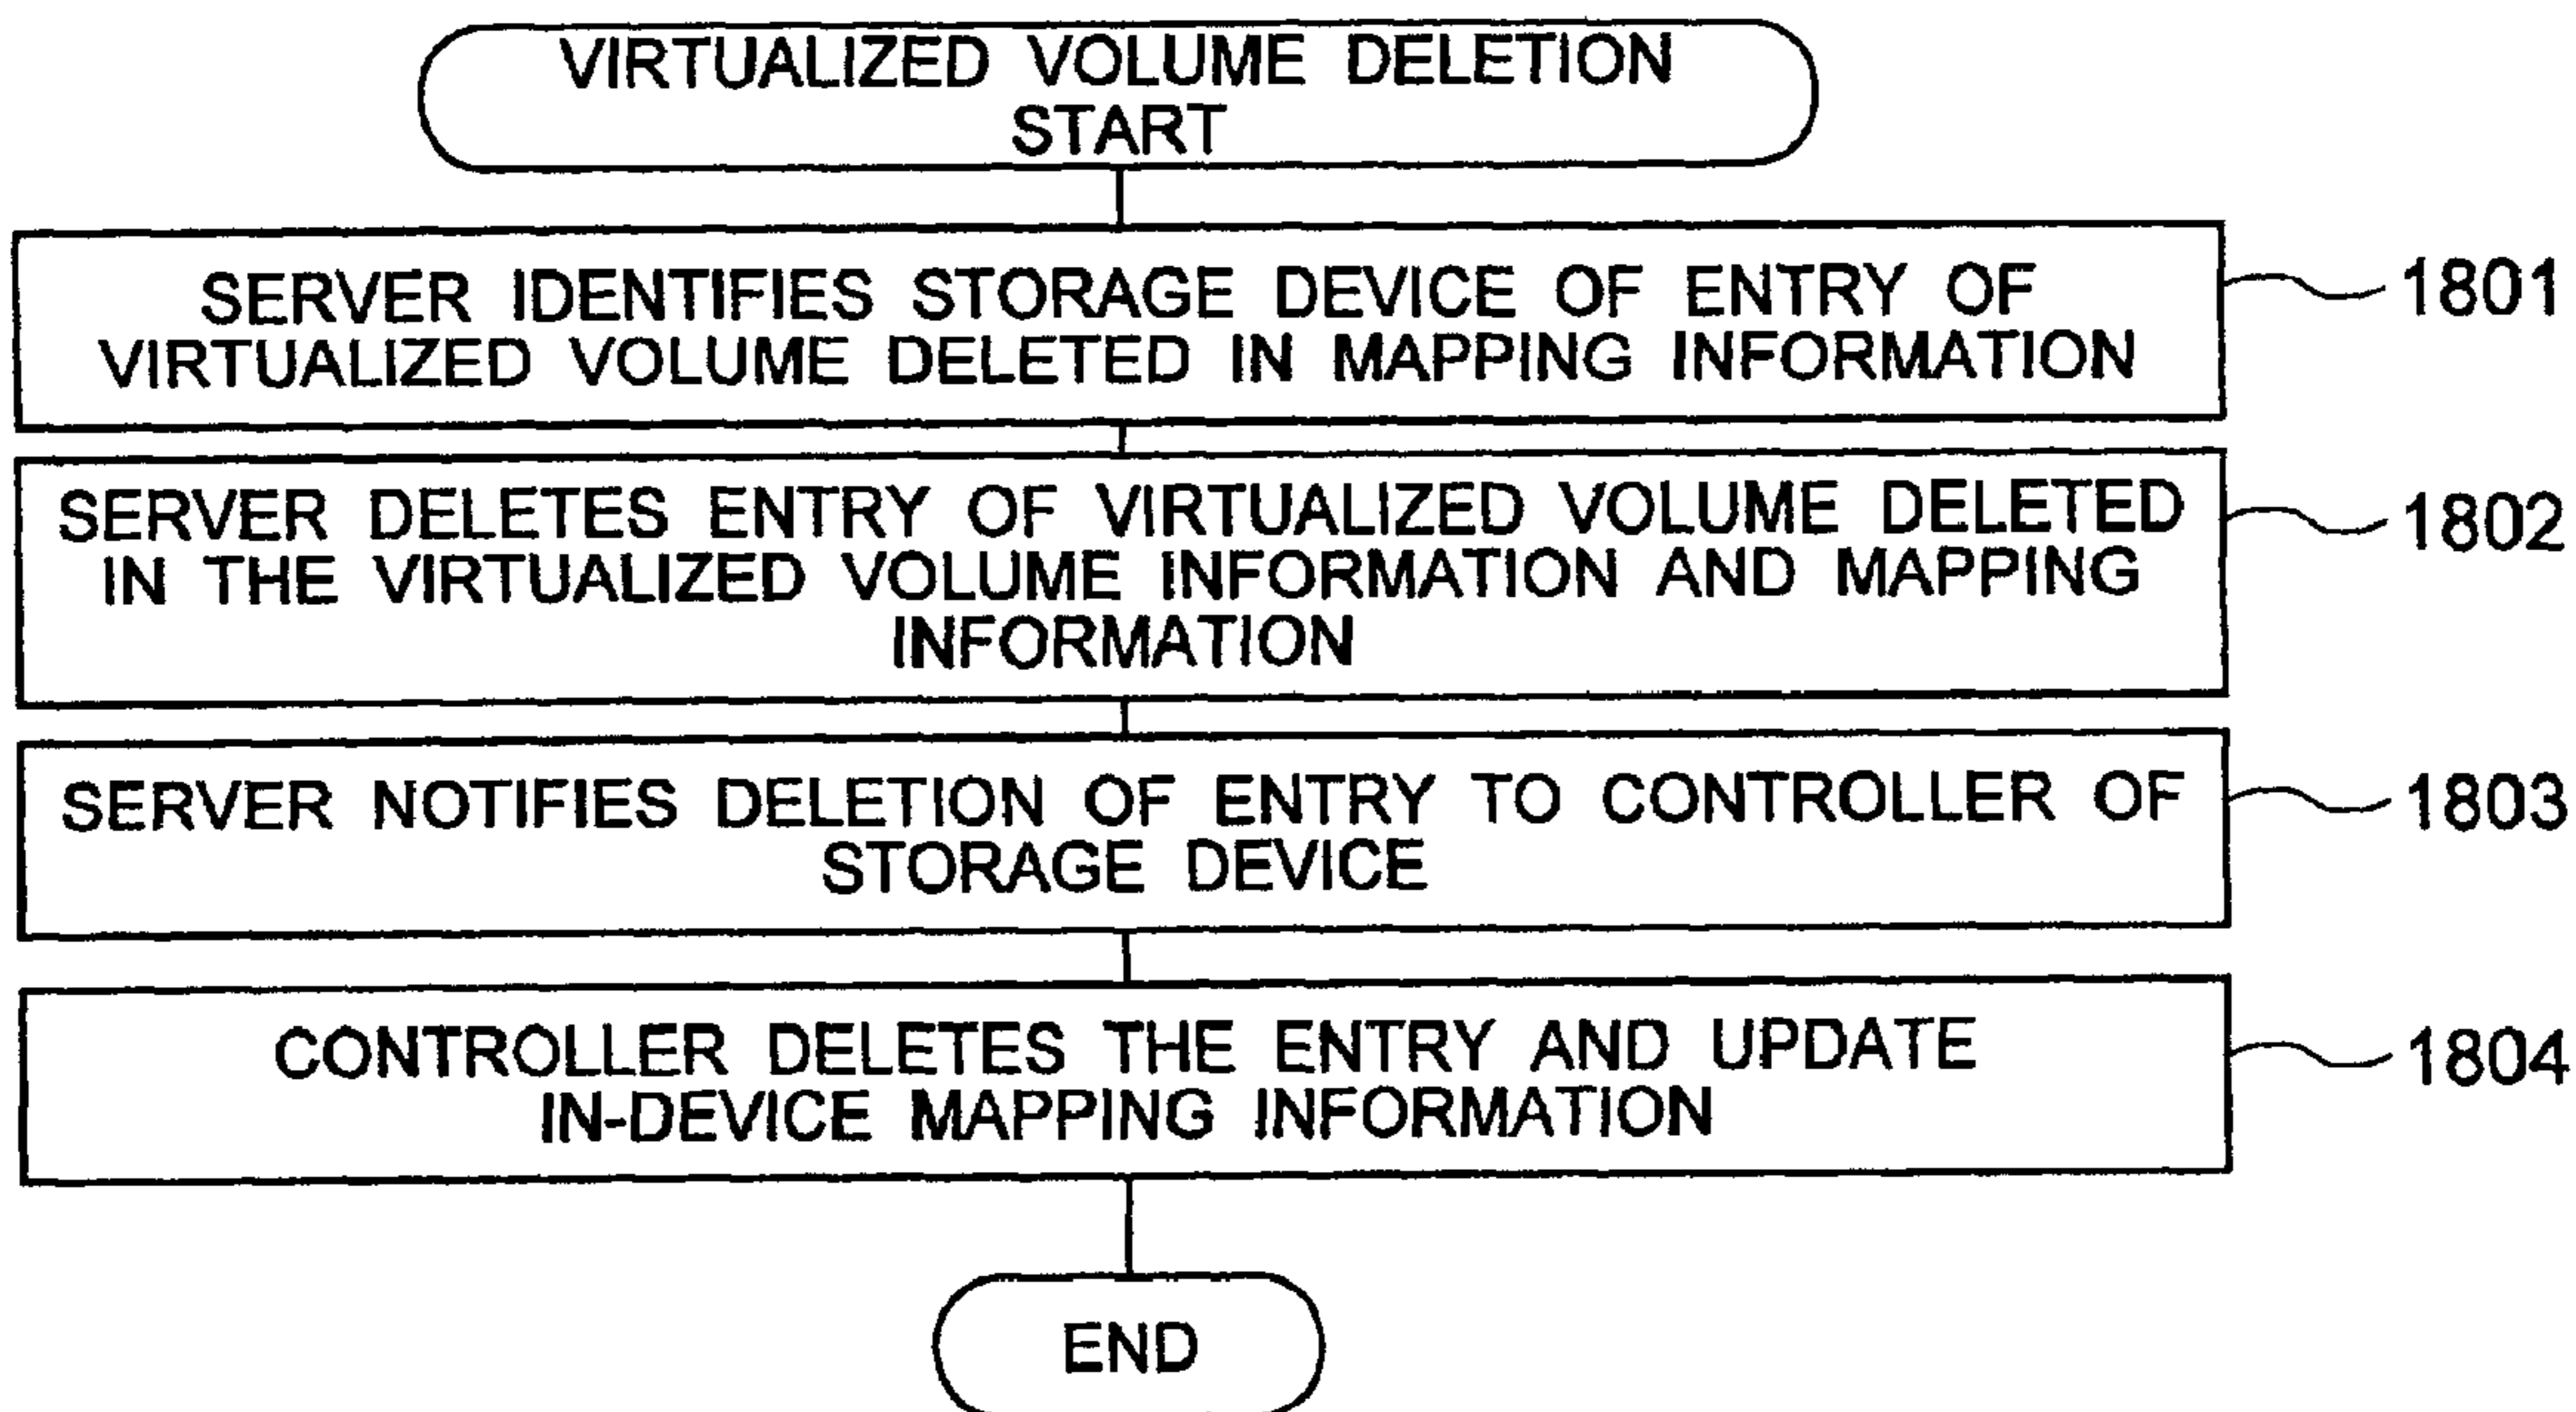 VIRTUALIZED VOLUME DELETION
START
SERVER IDENTIFIES STORAGE DEVICE OF ENTRY OF
VIRTUALIZED VOLUME DELETED IN MAPPING INFORMATION
1801
SERVER DELETES ENTRY OF VIRTUALIZED VOLUME DELETED
IN THE VIRTUALIZED VOLUME INFORMATION AND MAPPING
INFORMATION
1802
SERVER NOTIFIES DELETION OF ENTRY TO CONTROLLER OF
STORAGE DEVICE
1803
CONTROLLER DELETES THE ENTRY AND UPDATE
IN-DEVICE MAPPING INFORMATION
1804
END